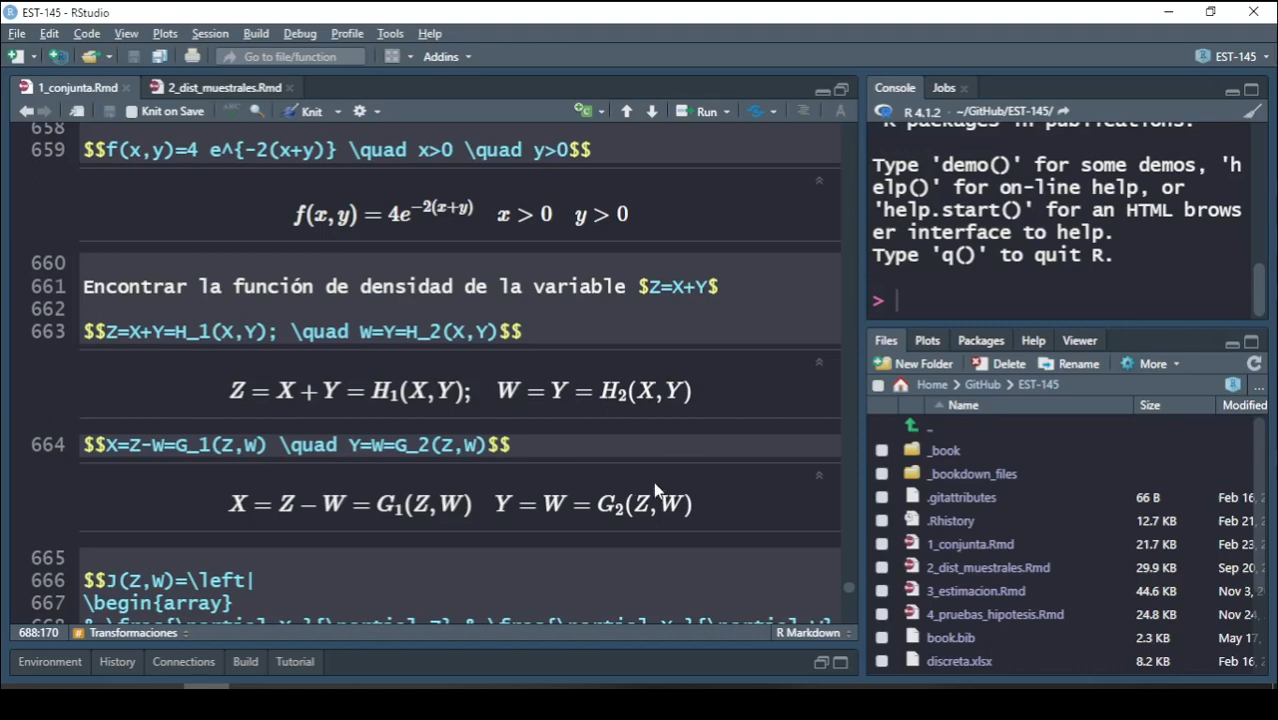 EST-145 - RStudio
File Edit Code View Plots Session Build Debug Profile Tools Help
Go to file/function Addins EST-145
1_conjunta.Rmd 2_dist_muestrales.Rmd
Knit on Save Knit Run
658
659 $$f(x,y)=4 e^{-2(x+y)} \quad x>0 \quad y>0$$
f(x, y) = 4e^{-2(x+y)} x > 0 y > 0
660
661 Encontrar la función de densidad de la variable $Z=X+Y$
662
663 $$Z=X+Y=H_1(X,Y); \quad W=Y=H_2(X,Y)$$
Z = X + Y = H₁(X, Y); W = Y = H₂(X, Y)
664 $$X=Z-W=G_1(Z,W) \quad Y=W=G_2(Z,W)$$
X = Z − W = G₁(Z, W) Y = W = G₂(Z, W)
665
666 $$J(Z,W)=\left|
667 \begin{array}
688:170 # Transformaciones R Markdown
Environment History Connections Build Tutorial
Console Jobs
R 4.1.2 · ~/GitHub/EST-145/
R packages in publications.
Type 'demo()' for some demos, 'h
elp()' for on-line help, or
'help.start()' for an HTML brows
er interface to help.
Type 'q()' to quit R.
>
Files Plots Packages Help Viewer
New Folder Delete Rename More
Home GitHub EST-145 ...
Name Size Modified
..
_book
_bookdown_files
.gitattributes 66 B Feb 16,
.Rhistory 12.7 KB Feb 21,
1_conjunta.Rmd 21.7 KB Feb 23,
2_dist_muestrales.Rmd 29.9 KB Sep 20,
3_estimacion.Rmd 44.6 KB Nov 3,
4_pruebas_hipotesis.Rmd 24.8 KB Nov 24,
book.bib 2.3 KB May 17,
discreta.xlsx 8.2 KB Feb 16,